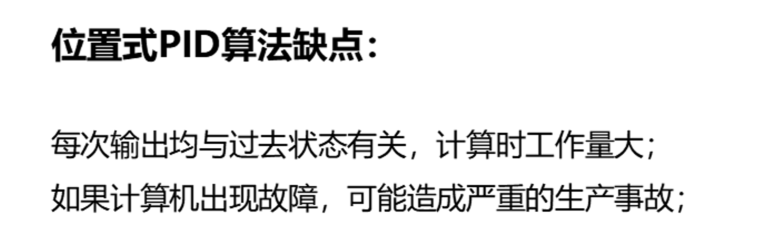 位置式PID算法缺点：
每次输出均与过去状态有关，计算时工作量大；
如果计算机出现故障，可能造成严重的生产事故；